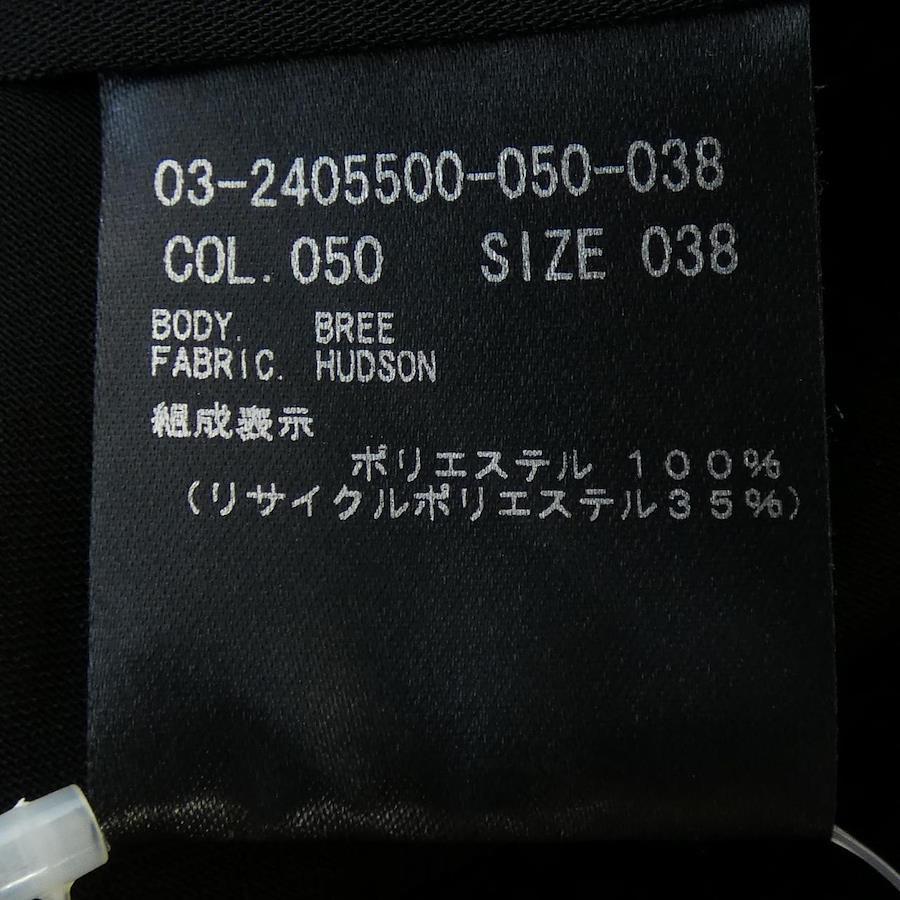 03-2405500-050-038
COL. 050 SIZE 038
BODY. BREE
FABRIC. HUDSON
組成表示
ポリエステル １００％
（リサイクルポリエステル３５％）